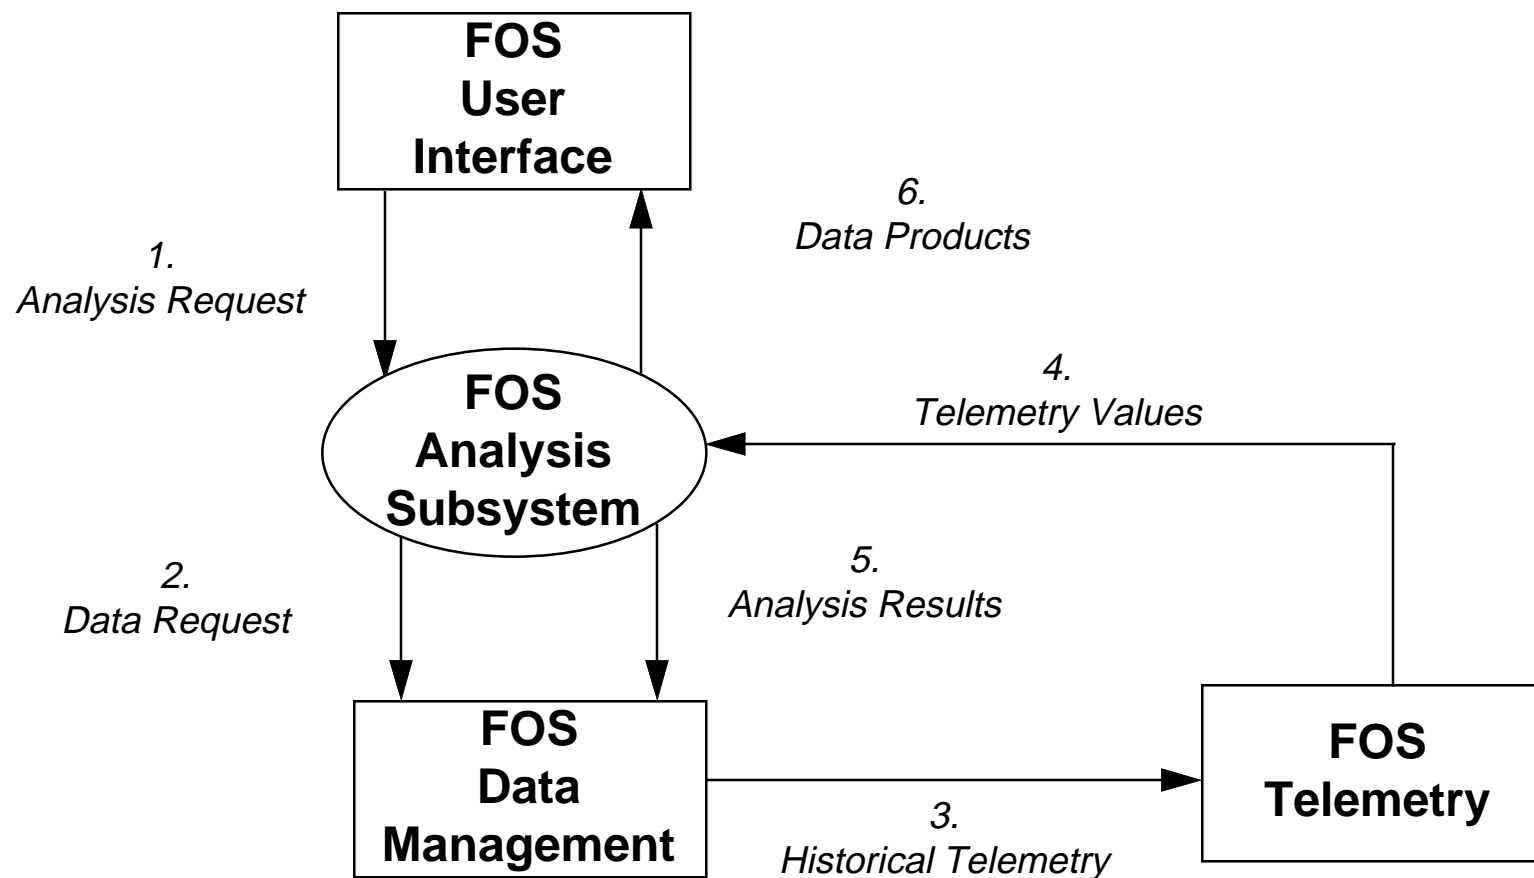 FOS
User
Interface
6.
Data Products
1.
Analysis Request
4.
Telemetry Values
FOS
Analysis
Subsystem
2.
Data Request
5.
Analysis Results
FOS
Data
Management
FOS
Telemetry
3.
Historical Telemetry